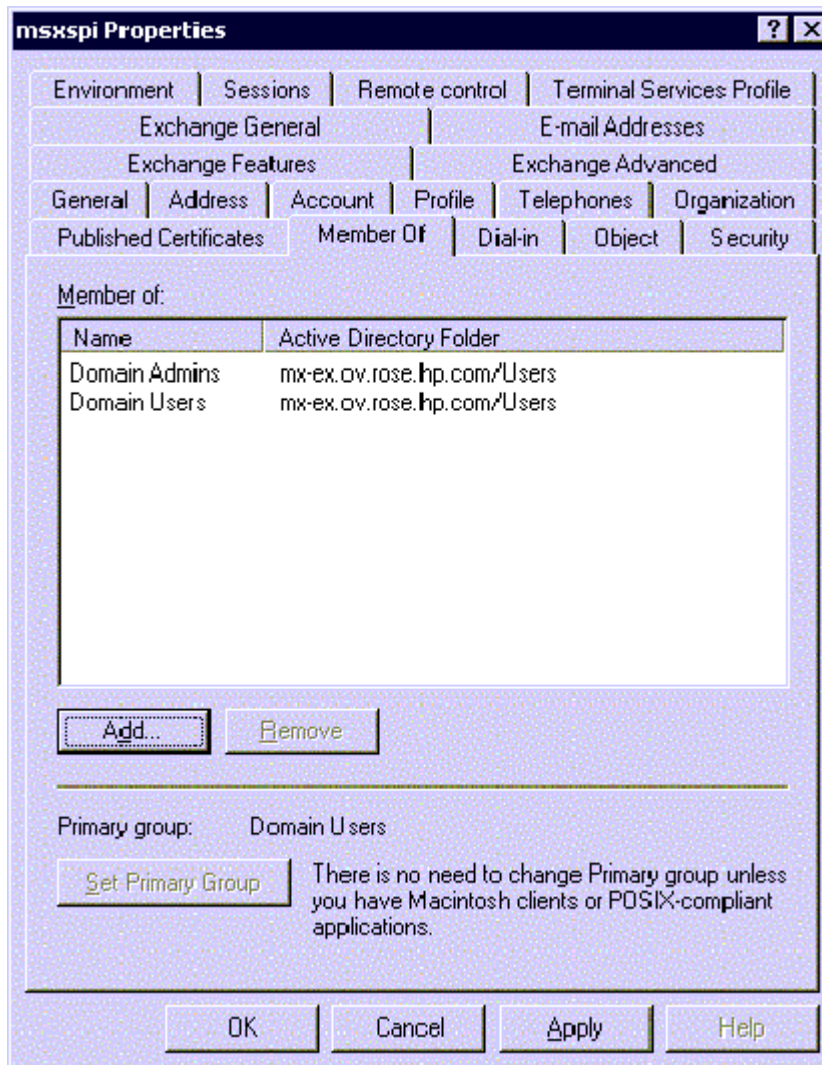 msxspi Properties
Environment Sessions Remote control Terminal Services Profile
Exchange General E-mail Addresses
Exchange Features Exchange Advanced
General Address Account Profile Telephones Organization
Published Certificates Member Of Dial-in Object Security
Member of:
Name Active Directory Folder
Domain Admins mx-ex.ov.rose.hp.com/Users
Domain Users mx-ex.ov.rose.hp.com/Users
Add... Remove
Primary group: Domain Users
Set Primary Group There is no need to change Primary group unless
you have Macintosh clients or POSIX-compliant
applications.
OK Cancel Apply Help